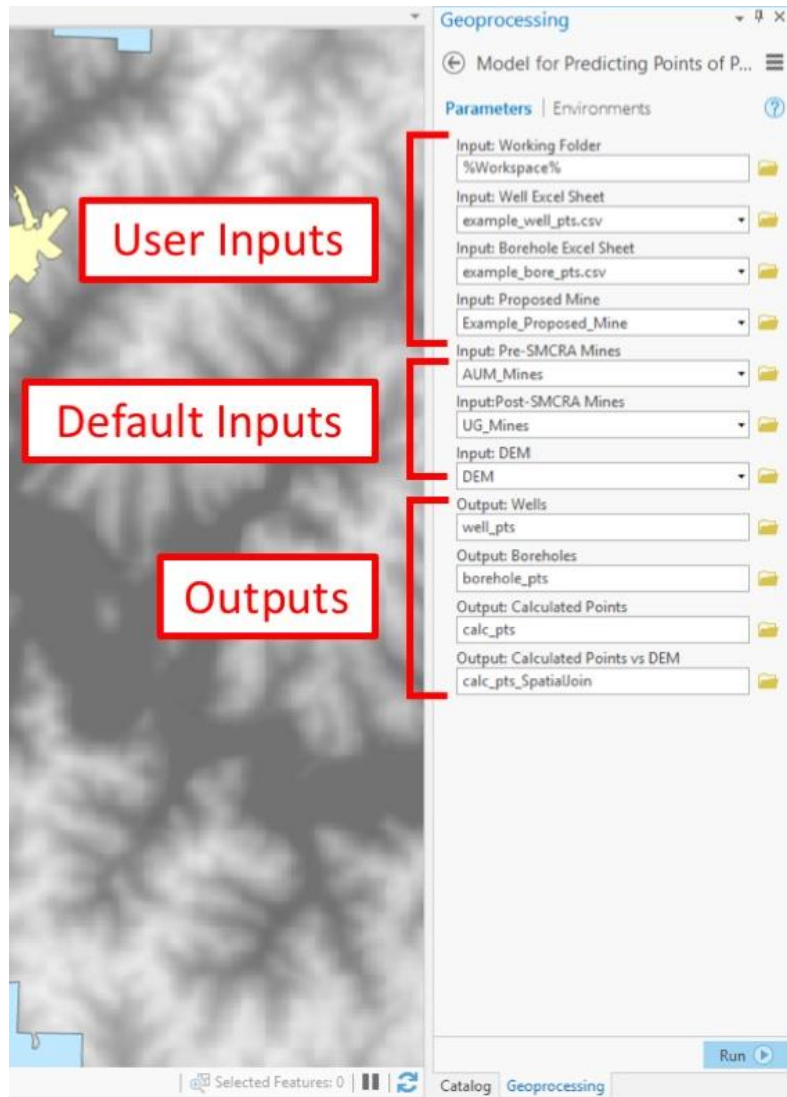 Geoprocessing
Model for Predicting Points of P...
Parameters | Environments
User Inputs
Input: Working Folder
%Workspace%
Input: Well Excel Sheet
example_well_pts.csv
Input: Borehole Excel Sheet
example_bore_pts.csv
Input: Proposed Mine
Example_Proposed_Mine
Default Inputs
Input: Pre-SMCRA Mines
AUM_Mines
Input:Post-SMCRA Mines
UG_Mines
Input: DEM
DEM
Outputs
Output: Wells
well_pts
Output: Boreholes
borehole_pts
Output: Calculated Points
calc_pts
Output: Calculated Points vs DEM
calc_pts_SpatialJoin
Run
Selected Features: 0
Catalog Geoprocessing